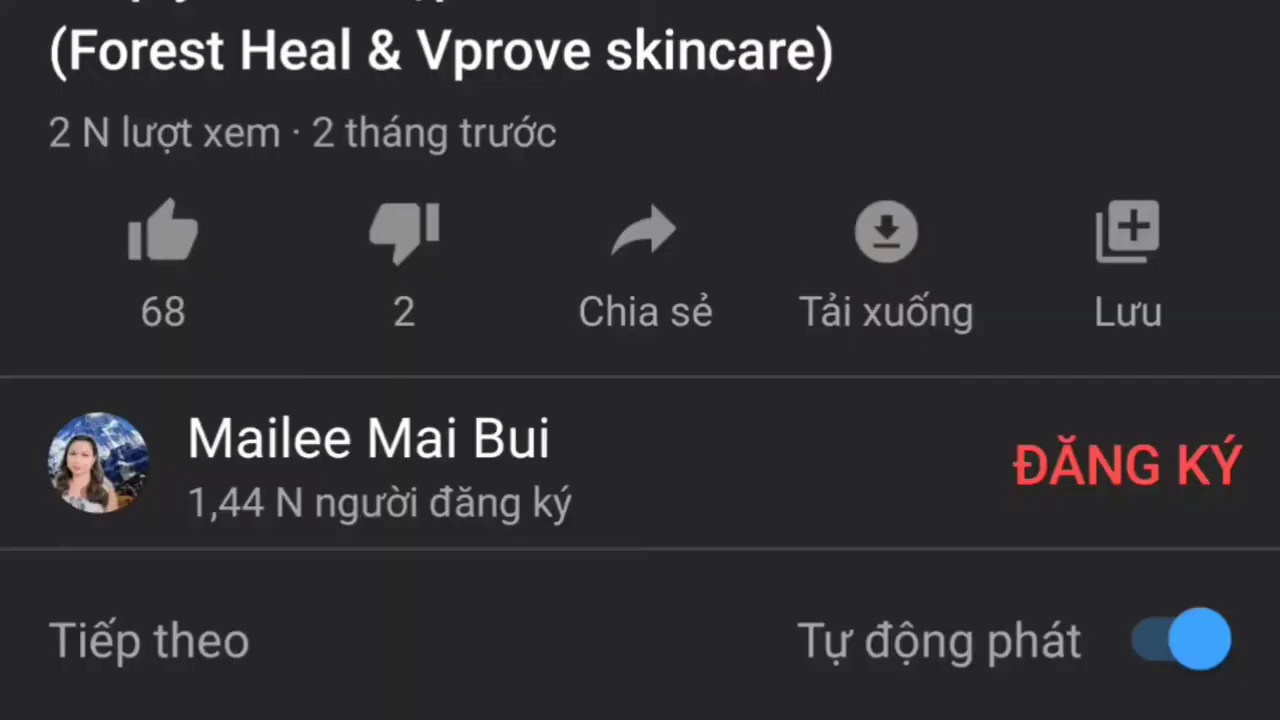 (Forest Heal & Vprove skincare)
2 N lượt xem · 2 tháng trước
68
2
Chia sẻ
Tải xuống
Lưu
Mailee Mai Bui
ĐĂNG KÝ
1,44 N người đăng ký
Tiếp theo
Tự động phát